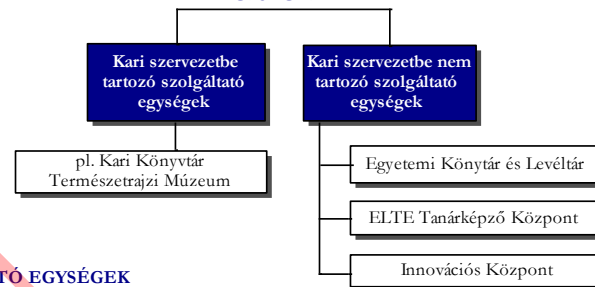 Kari szervezetbe
tartozó szolgáltató
egységek
Kari szervezetbe nem
tartozó szolgáltató
egységek
pl. Kari Könyvtár
Természetrajzi Múzeum
Egyetemi Könytár és Levéltár
ELTE Tanárképző Központ
Innovációs Központ
TÓ EGYSÉGEK